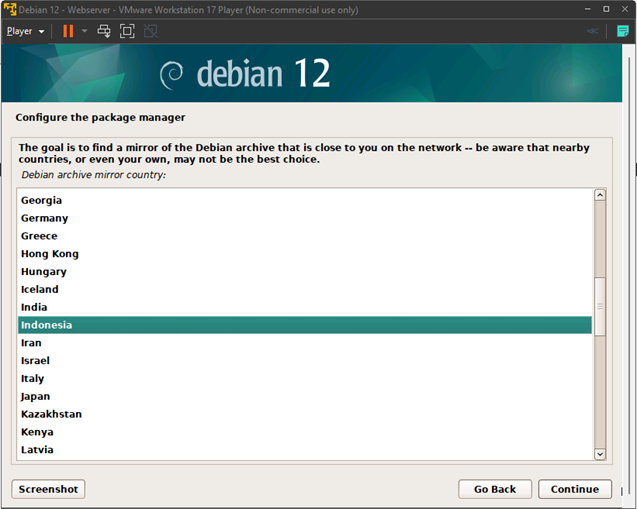 Debian 12 - Webserver - VMware Workstation 17 Player (Non-commercial use only)
Player
debian 12
Configure the package manager
The goal is to find a mirror of the Debian archive that is close to you on the network -- be aware that nearby
countries, or even your own, may not be the best choice.
Debian archive mirror country:
Georgia
Germany
Greece
Hong Kong
Hungary
Iceland
India
Indonesia
Iran
Israel
Italy
Japan
Kazakhstan
Kenya
Latvia
Screenshot
Go Back
Continue